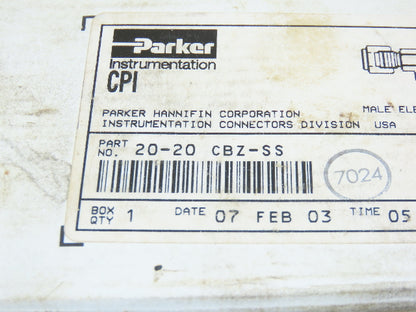 Parker
Instrumentation
CPI
PARKER HANNIFIN CORPORATION MALE
INSTRUMENTATION CONNECTORS DIVISION USA
PART NO. 20-20 CBZ-SS
7024
BOX QTY 1 DATE 07 FEB 03 TIME 05